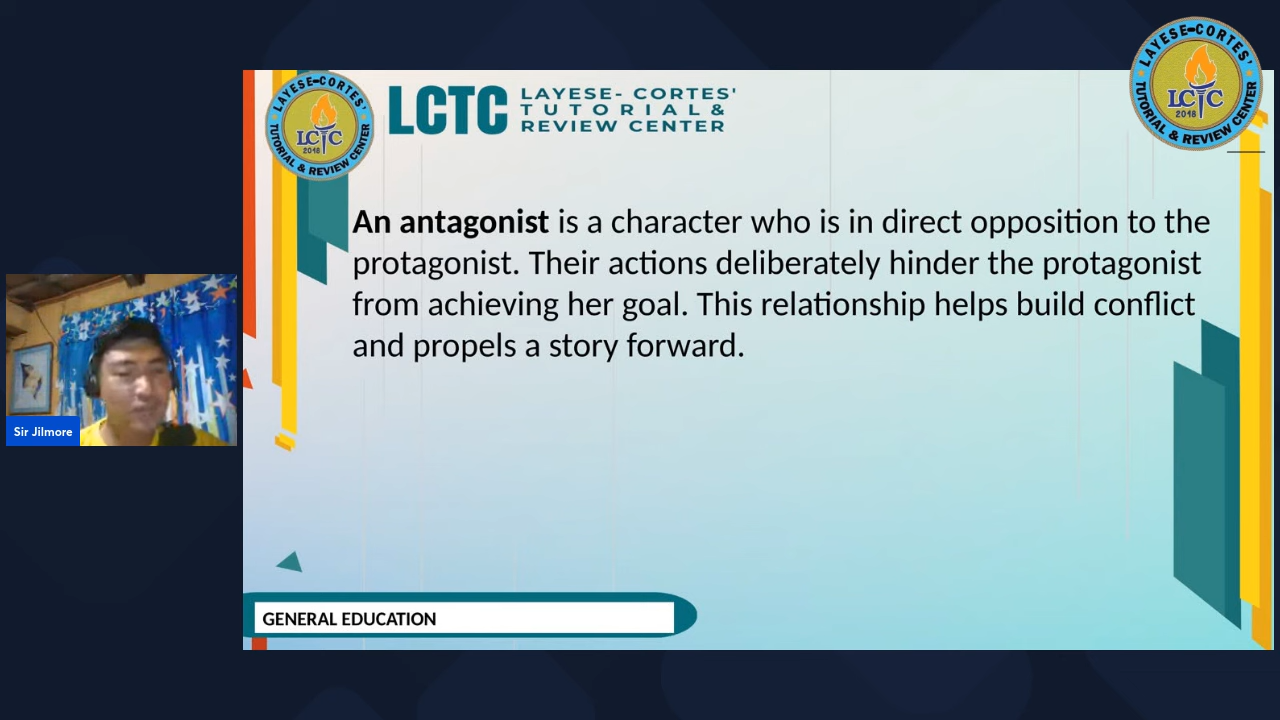 LAYESE-CORTES'
LCTC
2018
TUTORIAL & REVIEW CENTER
LCTC
LAYESE- CORTES'
TUTORIAL &
REVIEW CENTER
LAYESE-CORTES'
LCTC
2018
TUTORIAL & REVIEW CENTER
An antagonist is a character who is in direct opposition to the
protagonist. Their actions deliberately hinder the protagonist
from achieving her goal. This relationship helps build conflict
and propels a story forward.
Sir Jilmore
GENERAL EDUCATION